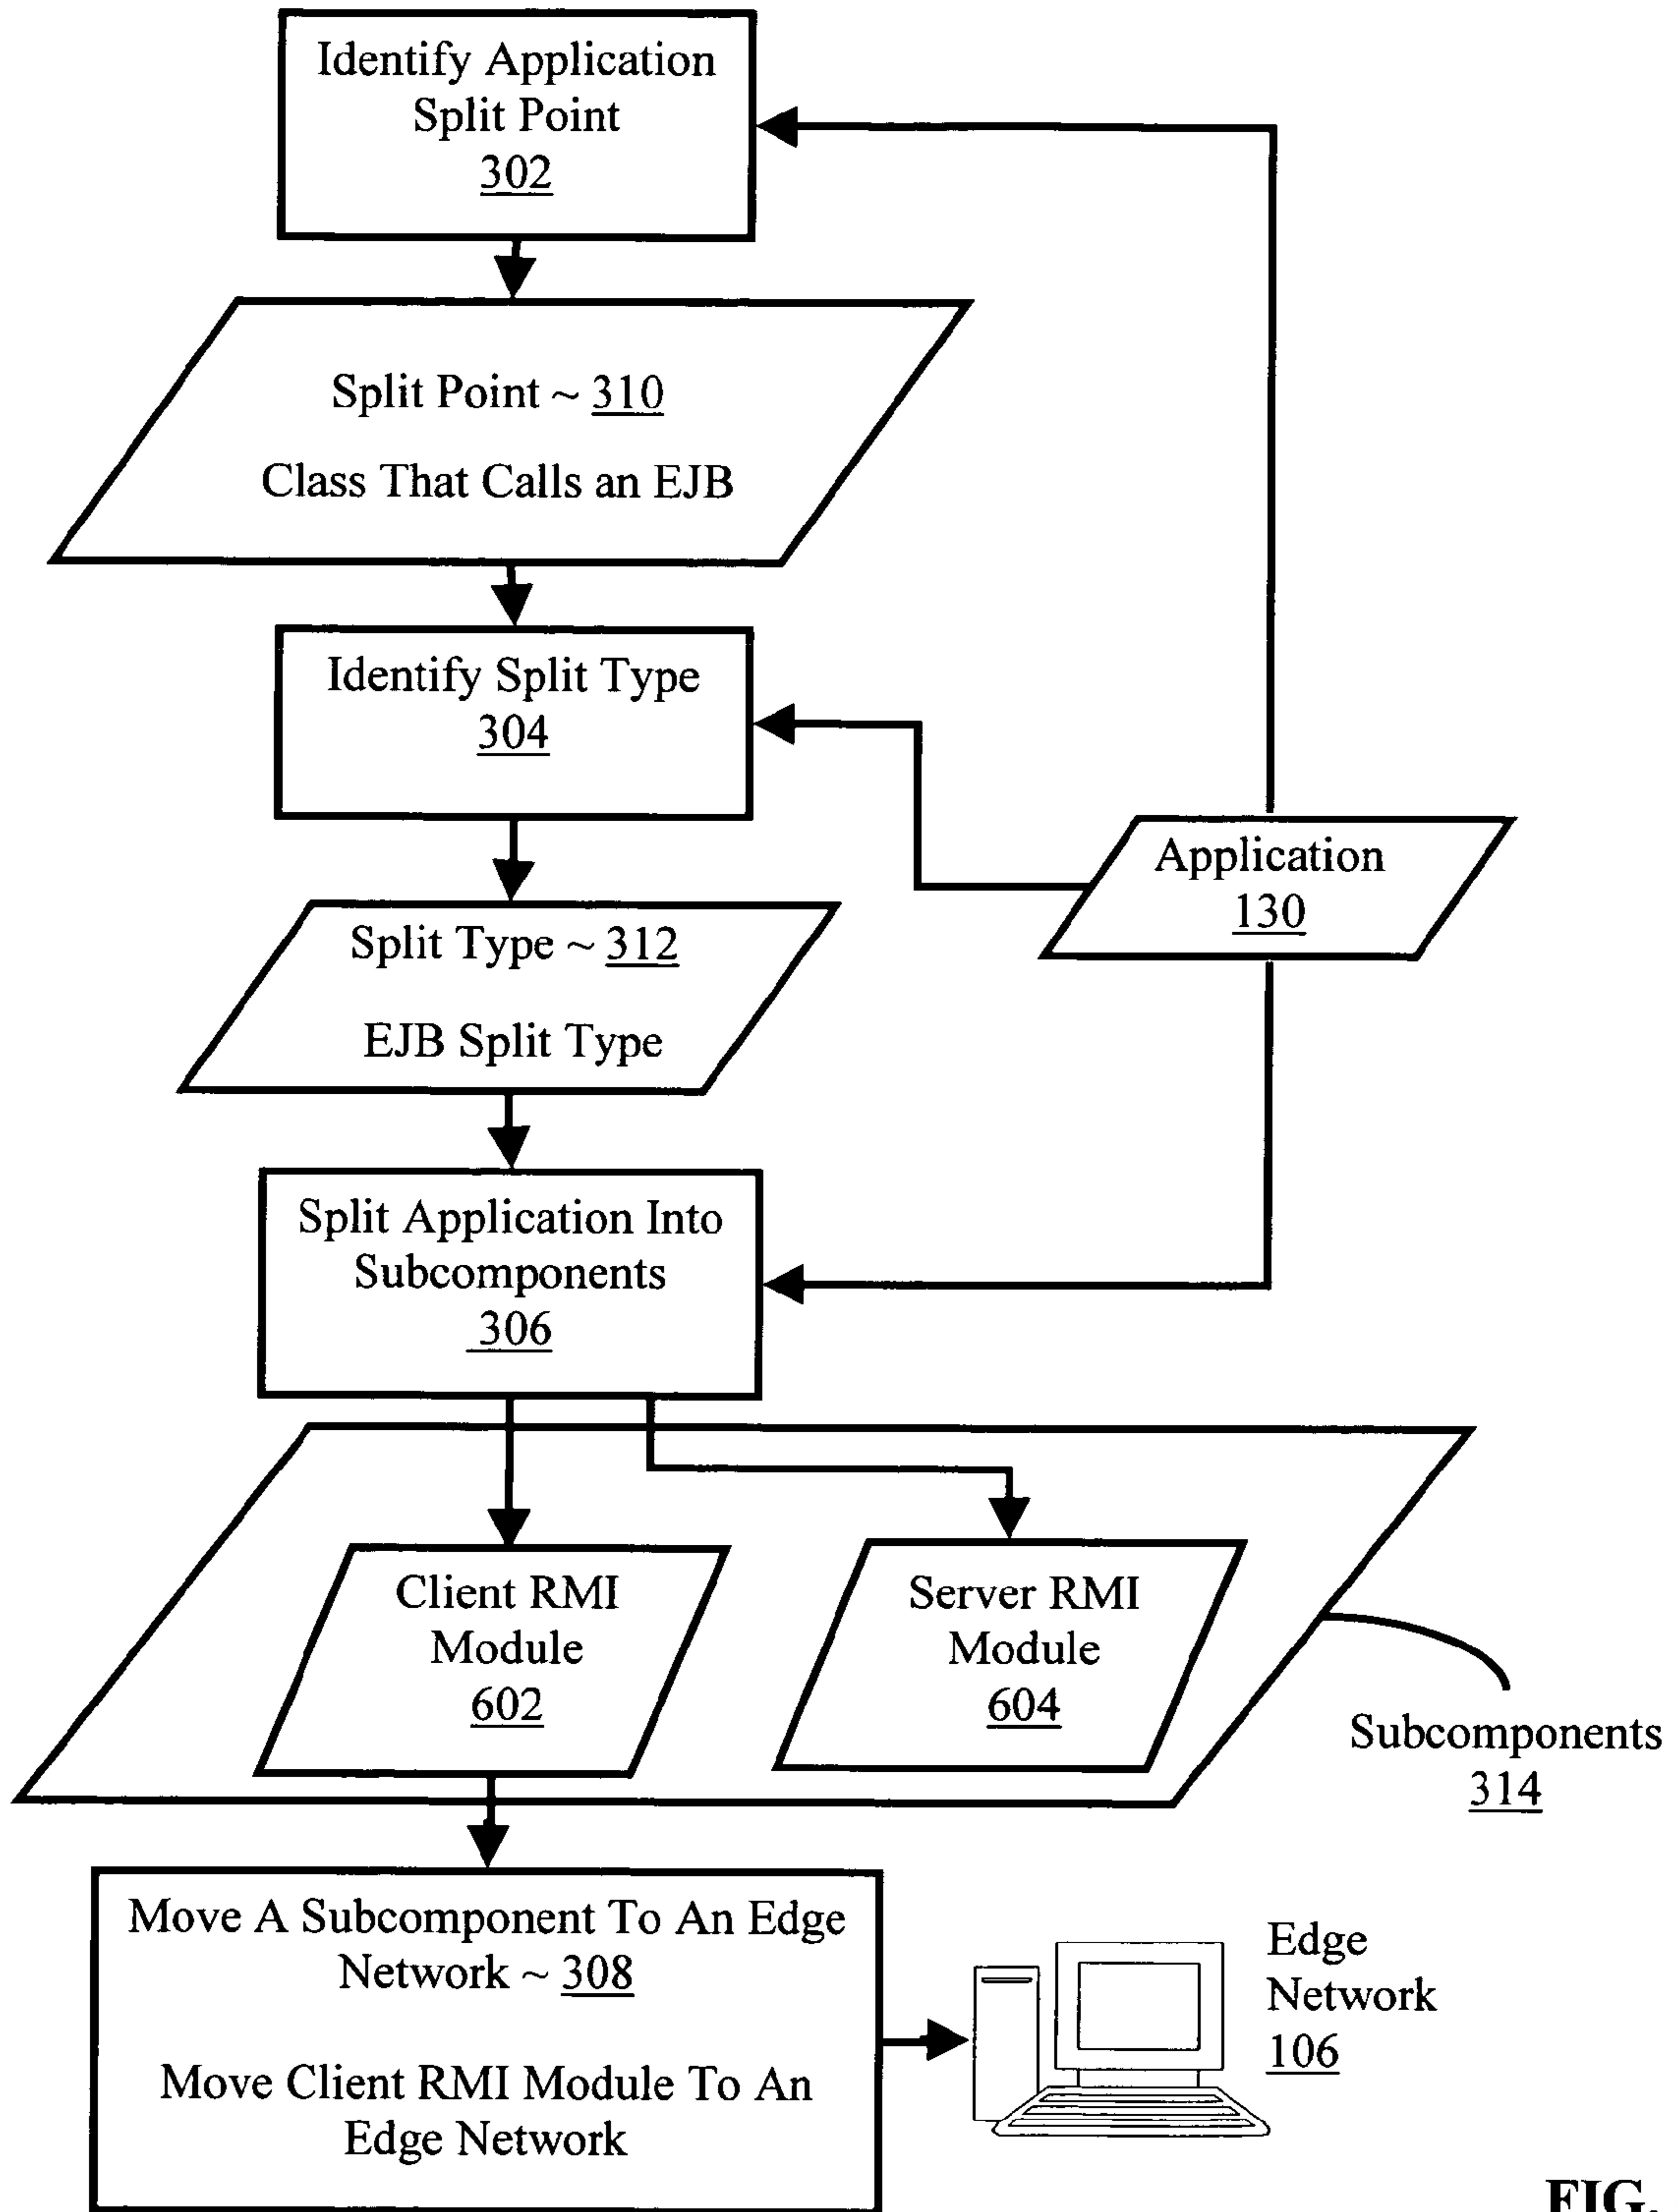 Identify Application
Split Point
302
Split Point ~ 310
Class That Calls an EJB
Identify Split Type
304
Application
130
Split Type ~ 312
EJB Split Type
Split Application Into
Subcomponents
306
Client RMI
Module
602
Server RMI
Module
604
Subcomponents
314
Move A Subcomponent To An Edge
Network ~ 308
Move Client RMI Module To An
Edge Network
Edge
Network
106
FIG.